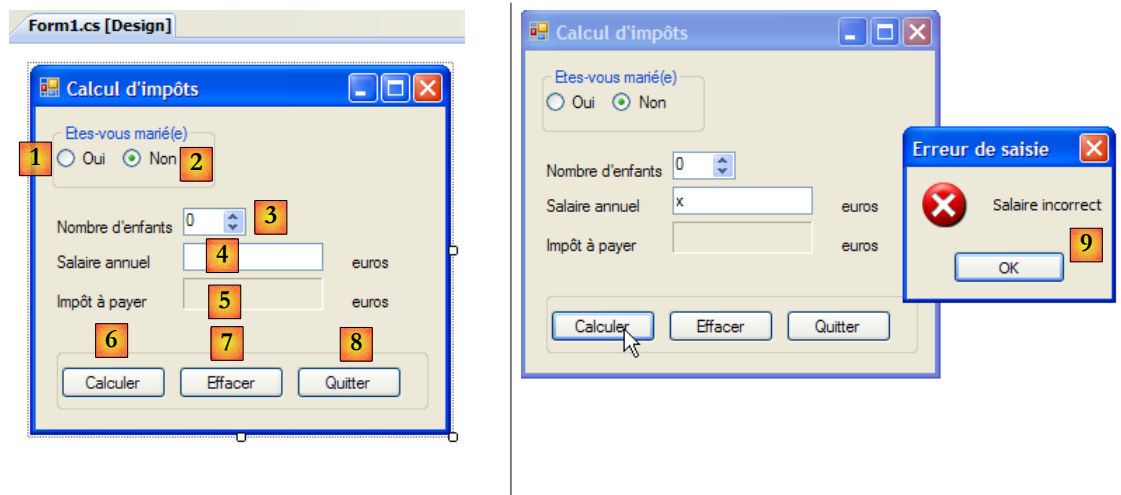 Form1.cs [Design]
Calcul d'impôts
Etes-vous marié(e)
1 Oui Non 2
Nombre d'enfants 0 3
Salaire annuel 4 euros
Impôt à payer 5 euros
6 7 8
Calculer Effacer Quitter
Calcul d'impôts
Etes-vous marié(e)
Oui Non
Nombre d'enfants 0
Salaire annuel x euros
Impôt à payer euros
Calculer Effacer Quitter
Erreur de saisie
Salaire incorrect
9
OK